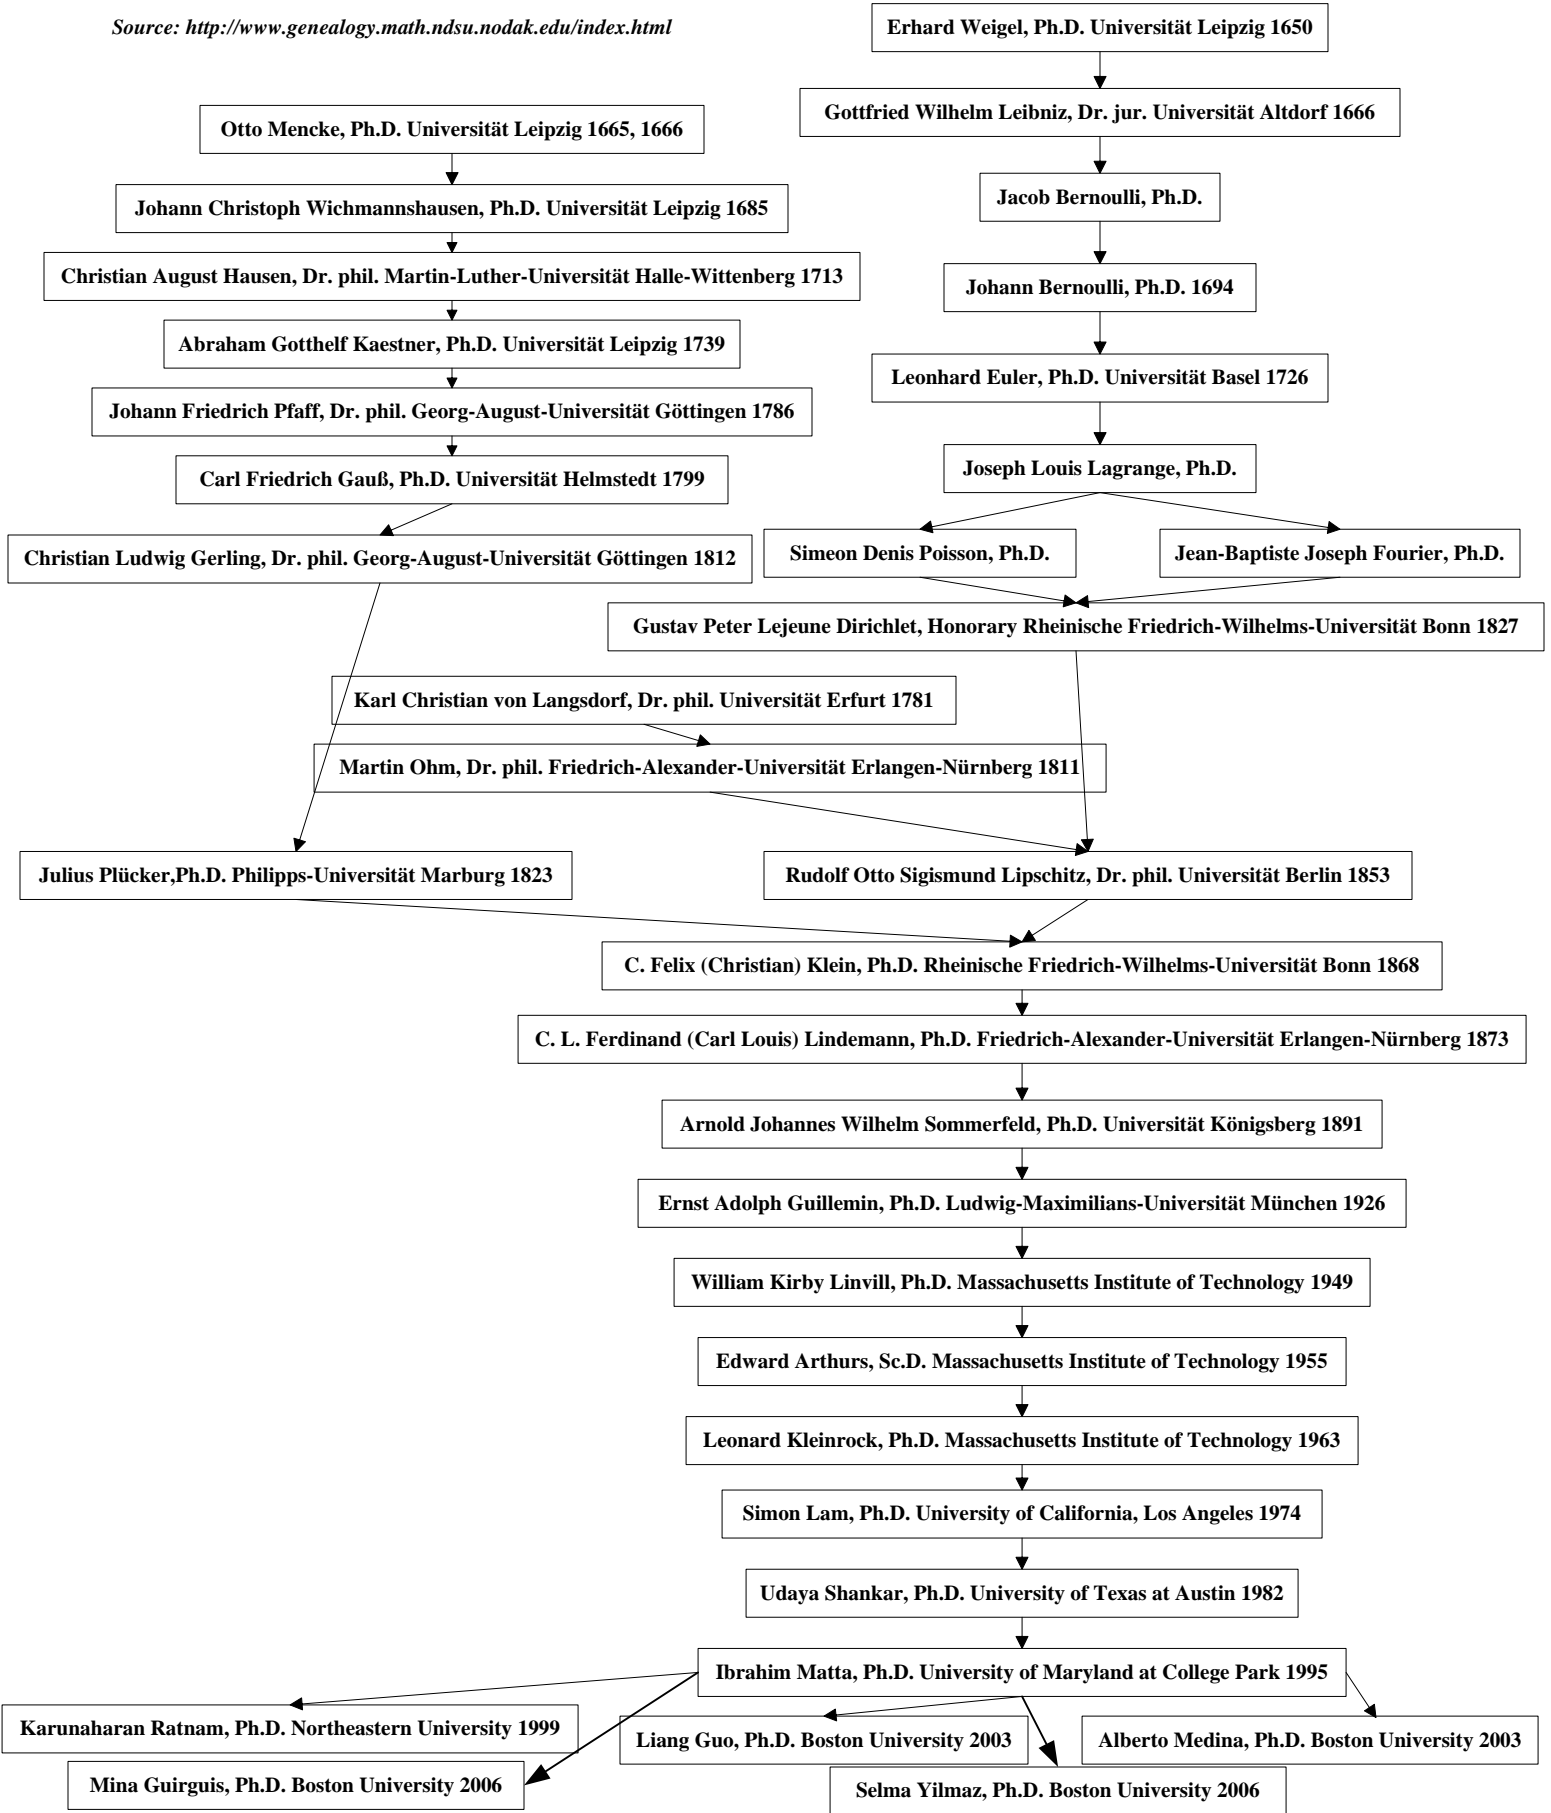 Source: http://www.genealogy.math.ndsu.nodak.edu/index.html
Erhard Weigel, Ph.D. Universität Leipzig 1650
Gottfried Wilhelm Leibniz, Dr. jur. Universität Altdorf 1666
Otto Mencke, Ph.D. Universität Leipzig 1665, 1666
Jacob Bernoulli, Ph.D.
Johann Christoph Wichmannshausen, Ph.D. Universität Leipzig 1685
Christian August Hausen, Dr. phil. Martin-Luther-Universität Halle-Wittenberg 1713
Johann Bernoulli, Ph.D. 1694
Abraham Gotthelf Kaestner, Ph.D. Universität Leipzig 1739
Leonhard Euler, Ph.D. Universität Basel 1726
Johann Friedrich Pfaff, Dr. phil. Georg-August-Universität Göttingen 1786
Joseph Louis Lagrange, Ph.D.
Carl Friedrich Gauß, Ph.D. Universität Helmstedt 1799
Christian Ludwig Gerling, Dr. phil. Georg-August-Universität Göttingen 1812
Simeon Denis Poisson, Ph.D.
Jean-Baptiste Joseph Fourier, Ph.D.
Gustav Peter Lejeune Dirichlet, Honorary Rheinische Friedrich-Wilhelms-Universität Bonn 1827
Karl Christian von Langsdorf, Dr. phil. Universität Erfurt 1781
Martin Ohm, Dr. phil. Friedrich-Alexander-Universität Erlangen-Nürnberg 1811
Julius Plücker,Ph.D. Philipps-Universität Marburg 1823
Rudolf Otto Sigismund Lipschitz, Dr. phil. Universität Berlin 1853
C. Felix (Christian) Klein, Ph.D. Rheinische Friedrich-Wilhelms-Universität Bonn 1868
C. L. Ferdinand (Carl Louis) Lindemann, Ph.D. Friedrich-Alexander-Universität Erlangen-Nürnberg 1873
Arnold Johannes Wilhelm Sommerfeld, Ph.D. Universität Königsberg 1891
Ernst Adolph Guillemin, Ph.D. Ludwig-Maximilians-Universität München 1926
William Kirby Linvill, Ph.D. Massachusetts Institute of Technology 1949
Edward Arthurs, Sc.D. Massachusetts Institute of Technology 1955
Leonard Kleinrock, Ph.D. Massachusetts Institute of Technology 1963
Simon Lam, Ph.D. University of California, Los Angeles 1974
Udaya Shankar, Ph.D. University of Texas at Austin 1982
Ibrahim Matta, Ph.D. University of Maryland at College Park 1995
Karunaharan Ratnam, Ph.D. Northeastern University 1999
Liang Guo, Ph.D. Boston University 2003
Alberto Medina, Ph.D. Boston University 2003
Mina Guirguis, Ph.D. Boston University 2006
Selma Yilmaz, Ph.D. Boston University 2006